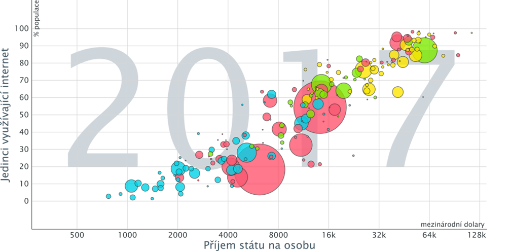 % populace
Jedinci využívající internet
2017
100
90
80
70
60
50
40
30
20
10
0
mezinárodní dolary
500 1000 2000 4000 8000 16k 32k 64k 128k
Příjem státu na osobu